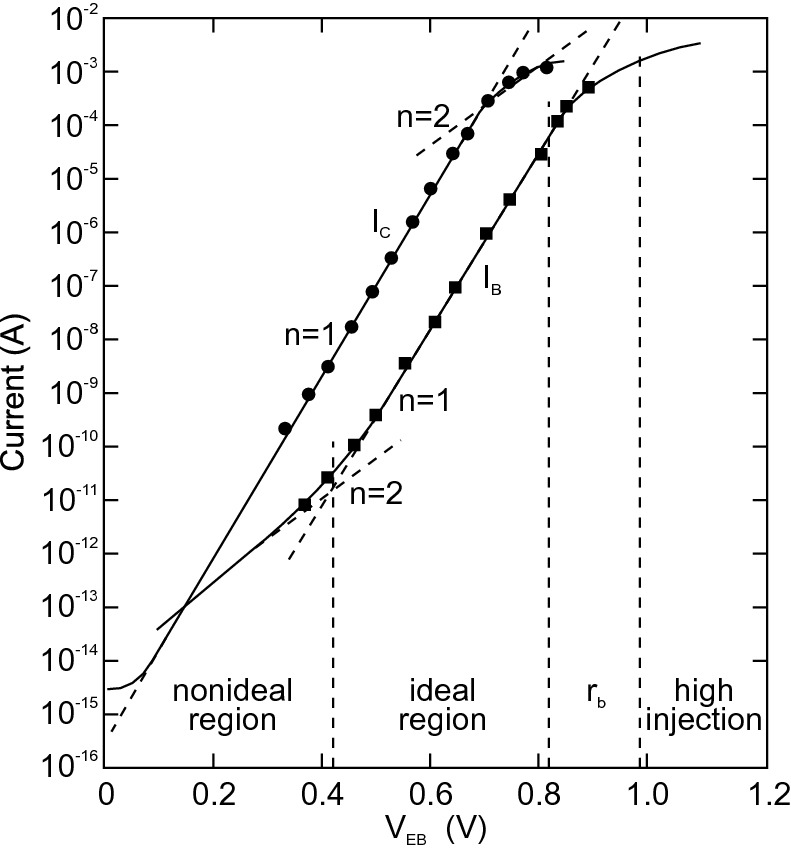 10⁻²
10⁻³
10⁻⁴
10⁻⁵
10⁻⁶
10⁻⁷
10⁻⁸
10⁻⁹
10⁻¹⁰
10⁻¹¹
10⁻¹²
10⁻¹³
10⁻¹⁴
10⁻¹⁵
10⁻¹⁶
Current (A)
n=2
I_C
I_B
n=1
n=1
n=2
nonideal
region
ideal
region
r_b
high
injection
0 0.2 0.4 0.6 0.8 1.0 1.2
V_EB (V)